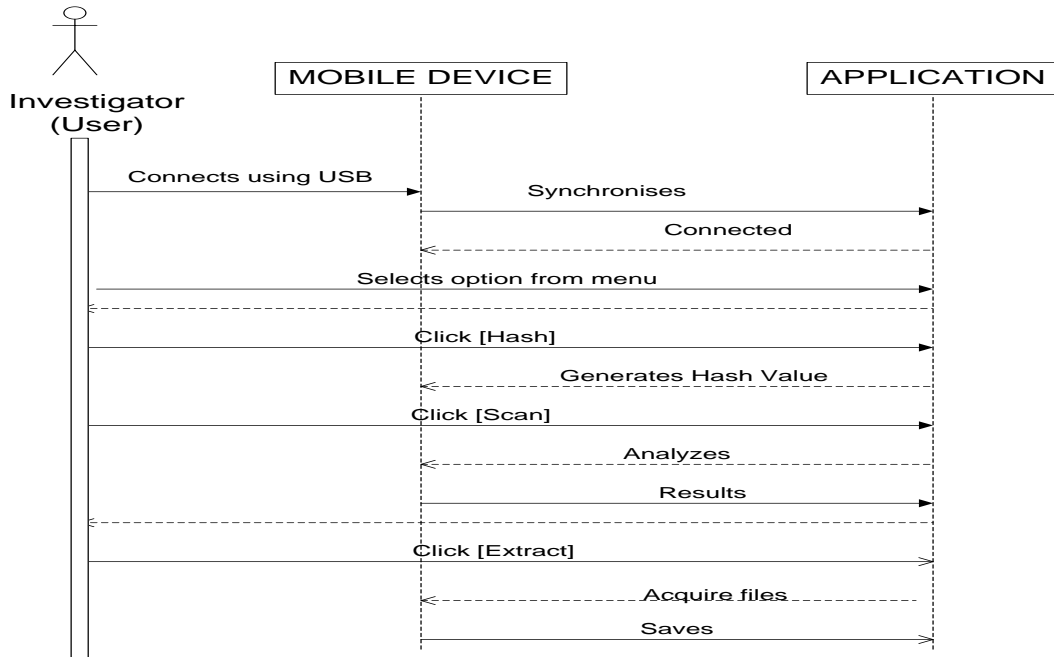 MOBILE DEVICE
APPLICATION
Investigator
(User)
Connects using USB
Synchronises
Connected
Selects option from menu
Click [Hash]
Generates Hash Value
Click [Scan]
Analyzes
Results
Click [Extract]
Acquire files
Saves